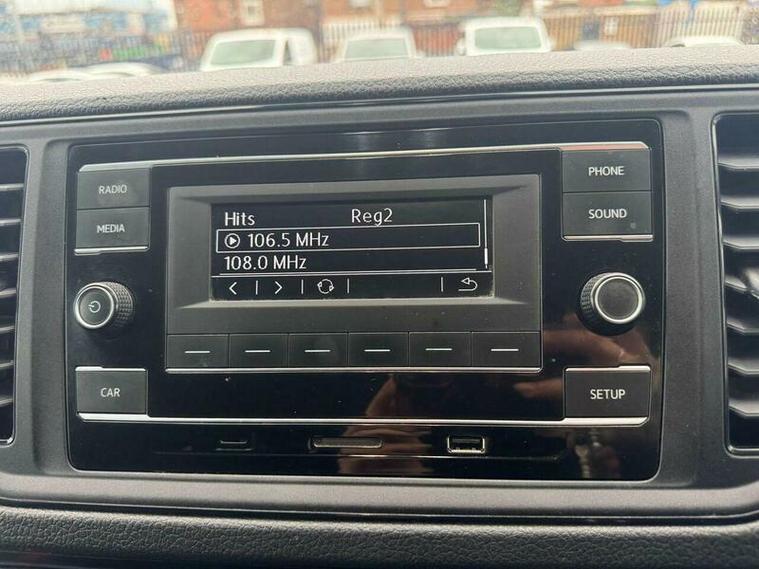 RADIO
MEDIA
CAR
Hits Reg2
106.5 MHz
108.0 MHz
PHONE
SOUND
SETUP